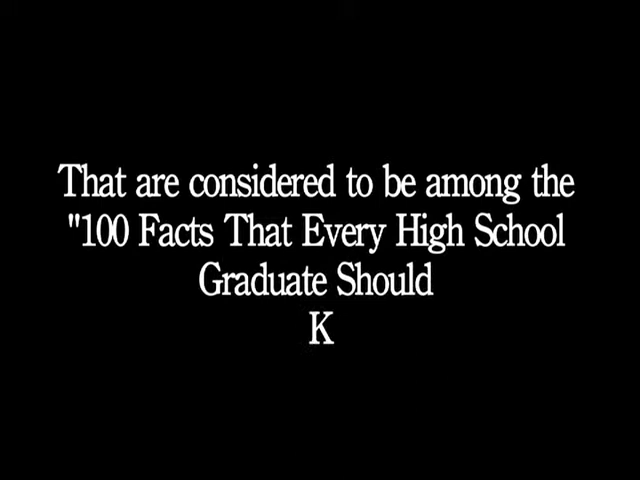 That are considered to be among the
"100 Facts That Every High School
Graduate Should
K